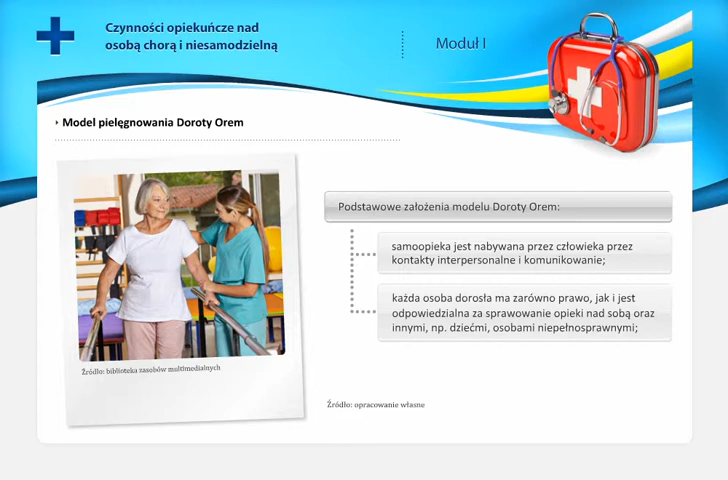 Czynności opiekuńcze nad
osobą chorą i niesamodzielną
Moduł I
Model pielęgnowania Doroty Orem
Podstawowe założenia modelu Doroty Orem:
samoopieka jest nabywana przez człowieka przez
kontakty interpersonalne i komunikowanie;
każda osoba dorosła ma zarówno prawo, jak i jest
odpowiedzialna za sprawowanie opieki nad sobą oraz
innymi, np. dziećmi, osobami niepełnosprawnymi;
Źródło: biblioteka zasobów multimedialnych
Źródło: opracowanie własne